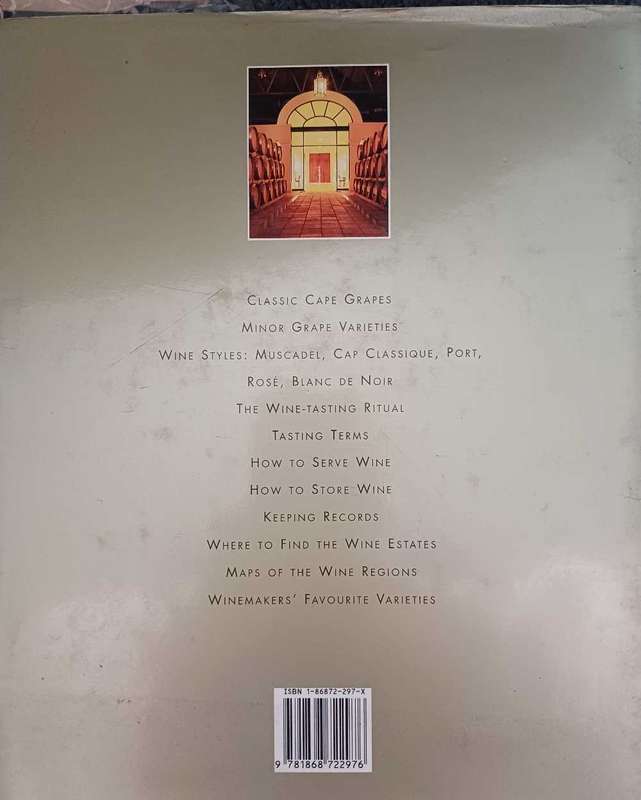 Classic Cape Grapes
Minor Grape Varieties
Wine Styles: Muscadel, Cap Classique, Port,
Rosé, Blanc de Noir
The Wine-tasting Ritual
Tasting Terms
How to Serve Wine
How to Store Wine
Keeping Records
Where to Find the Wine Estates
Maps of the Wine Regions
Winemakers' Favourite Varieties
ISBN 1-86872-297-X
9 781868 722976